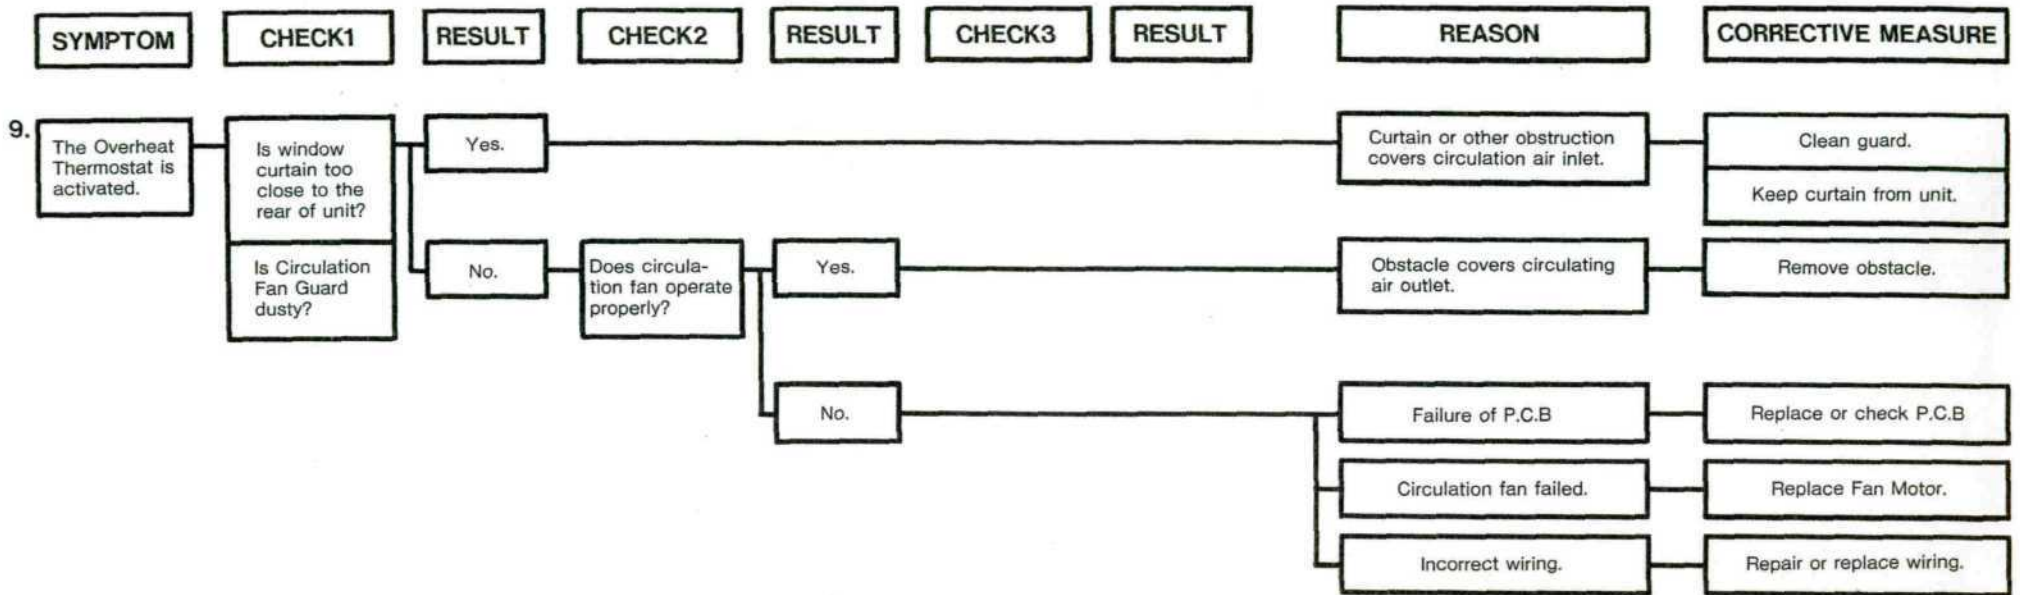 SYMPTOM
CHECK1
RESULT
CHECK2
RESULT
CHECK3
RESULT
REASON
CORRECTIVE MEASURE
9.
The Overheat
Thermostat is
activated.
Is window
curtain too
close to the
rear of unit?
Yes.
Curtain or other obstruction
covers circulation air inlet.
Clean guard.
Keep curtain from unit.
Is Circulation
Fan Guard
dusty?
No.
Does circula-
tion fan operate
properly?
Yes.
Obstacle covers circulating
air outlet.
Remove obstacle.
No.
Failure of P.C.B
Replace or check P.C.B
Circulation fan failed.
Replace Fan Motor.
Incorrect wiring.
Repair or replace wiring.